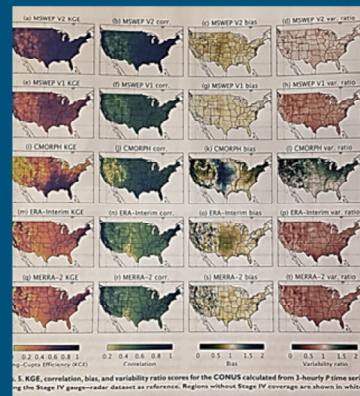 (a) MSWEP V2 KGE (b) MSWEP V2 corr. (c) MSWEP V2 bias (d) MSWEP V2 var. ratio
(e) MSWEP V1 KGE (f) MSWEP V1 corr. (g) MSWEP V1 bias (h) MSWEP V1 var. ratio
(i) CMORPH KGE (j) CMORPH corr. (k) CMORPH bias (l) CMORPH var. ratio
(m) ERA-Interim KGE (n) ERA-Interim corr. (o) ERA-Interim bias (p) ERA-Interim var. ratio
(q) MERRA-2 KGE (r) MERRA-2 corr. (s) MERRA-2 bias (t) MERRA-2 var. ratio
0.2 0.4 0.6 0.8 1 0.2 0.4 0.6 0.8 1 0 0.5 1 1.5 2 0 0.5 1 1.5 2
ng-Gupta Efficiency (KGE) Correlation Bias Variability ratio
. 5. KGE, correlation, bias, and variability ratio scores for the CONUS calculated from 3-hourly P time seri
ng the Stage IV gauge-radar dataset as reference. Regions without Stage IV coverage are shown in whit